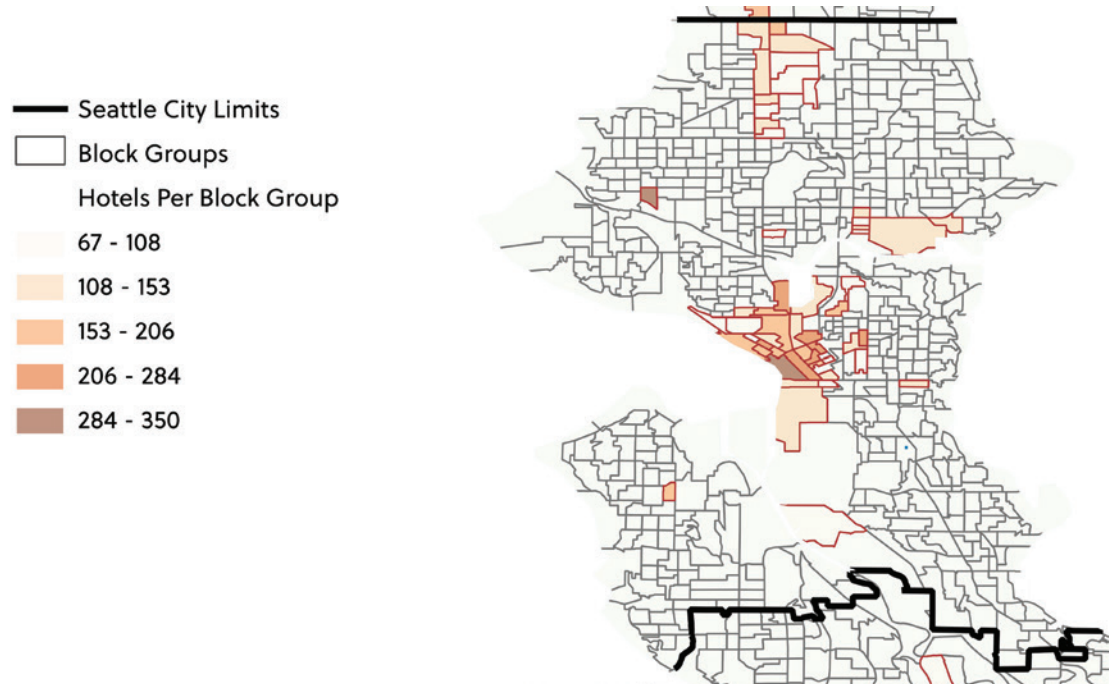 Seattle City Limits
Block Groups
Hotels Per Block Group
67 - 108
108 - 153
153 - 206
206 - 284
284 - 350